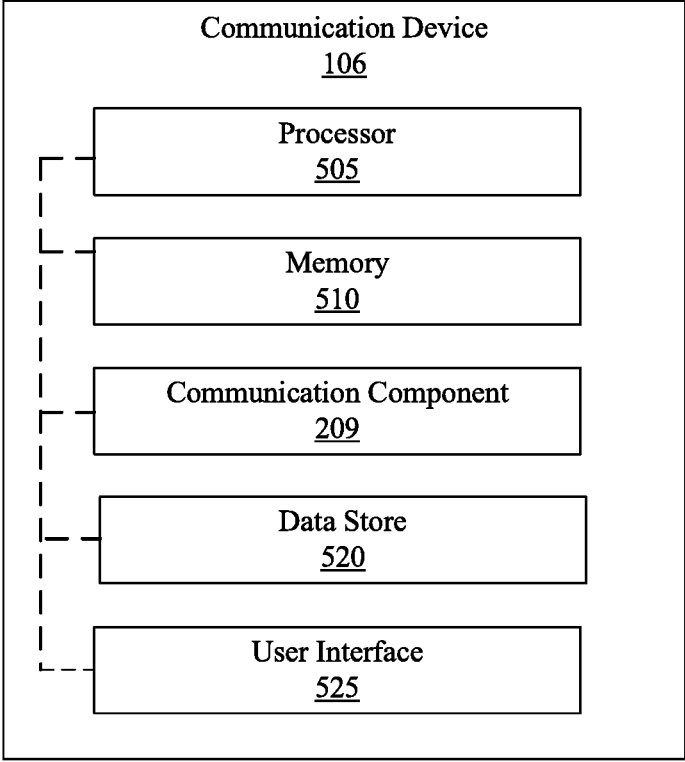 Communication Device
106
Processor
505
Memory
510
Communication Component
209
Data Store
520
User Interface
525